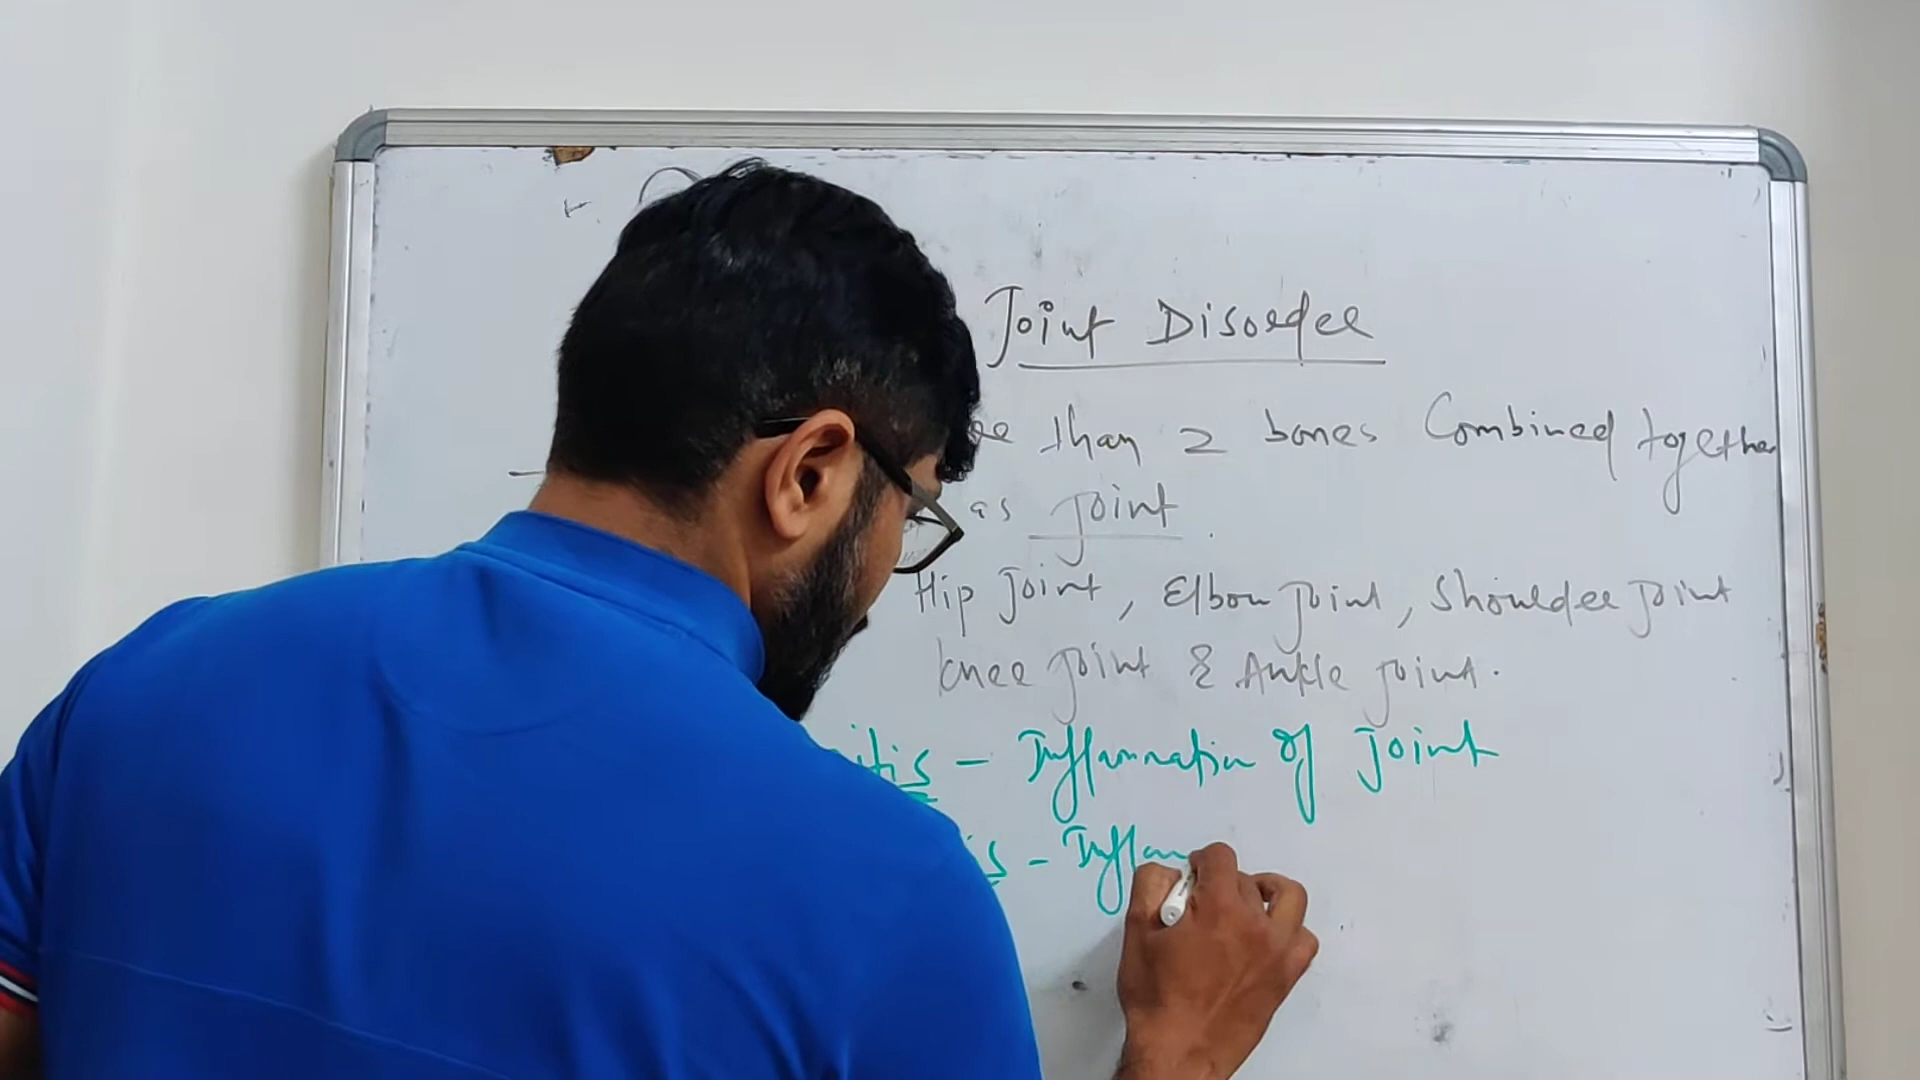 Joint Disorder
than 2 bones Combined together
as joint.
Hip Joint, Elbow joint, Shoulder joint
knee joint & Ankle joint.
itis - Inflammation of joint
is - Inflam